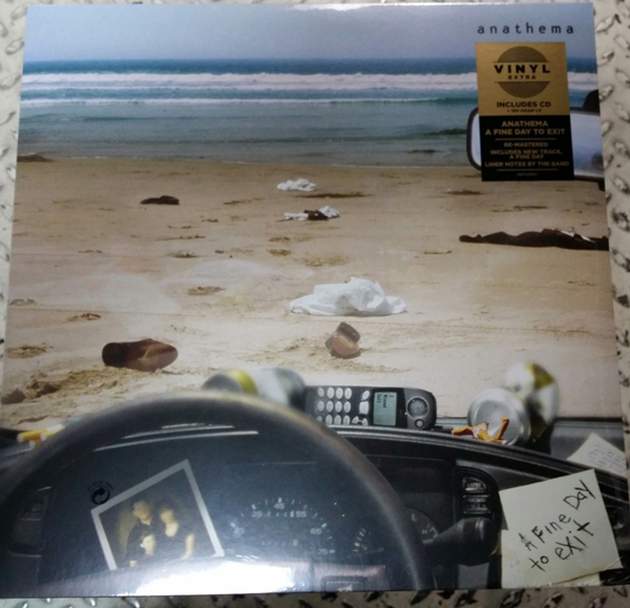 anathema
VINYL
EXTRA
INCLUDES CD
ANATHEMA
A FINE DAY TO EXIT
RE-MASTERED
INCLUDES NEW TRACK,
A FINE DAY
LINER NOTES BY THE BAND
A FINE DAY
to exit